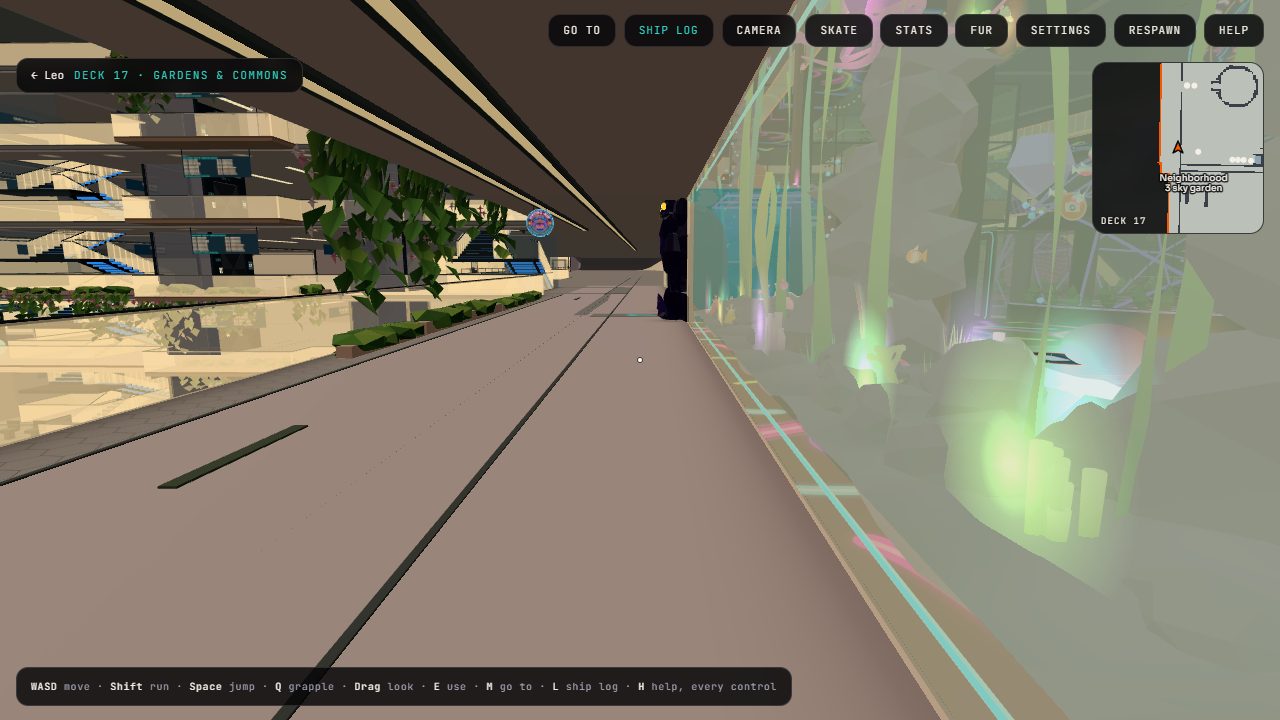 GO TO
SHIP LOG
CAMERA
SKATE
STATS
FUR
SETTINGS
RESPAWN
HELP
← Leo DECK 17 · GARDENS & COMMONS
Neighborhood
3 sky garden
DECK 17
WASD move · Shift run · Space jump · Q grapple · Drag look · E use · M go to · L ship log · H help, every control